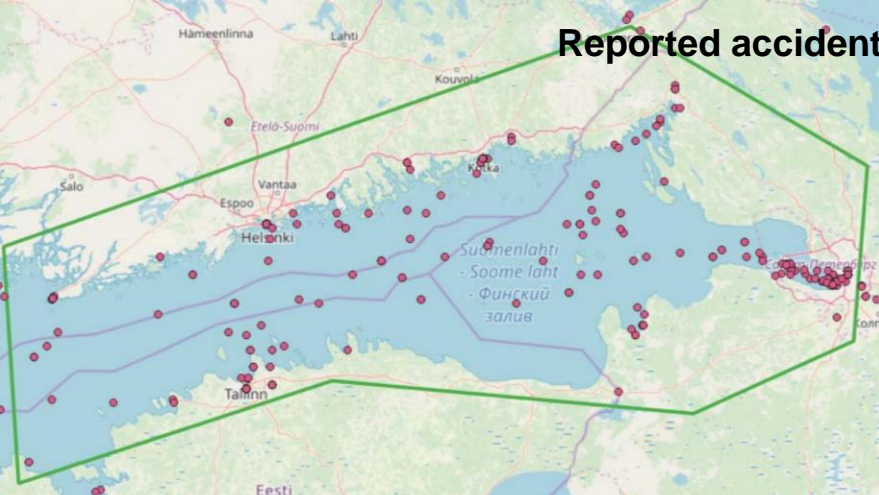 Reported accident
Hämeenlinna
Lahti
Kouvola
Etelä-Suomi
Salo
Vantaa
Espoo
Helsinki
Kotka
Suomenlahti
- Soome laht
- Финский
залив
Tallinn
Eesti